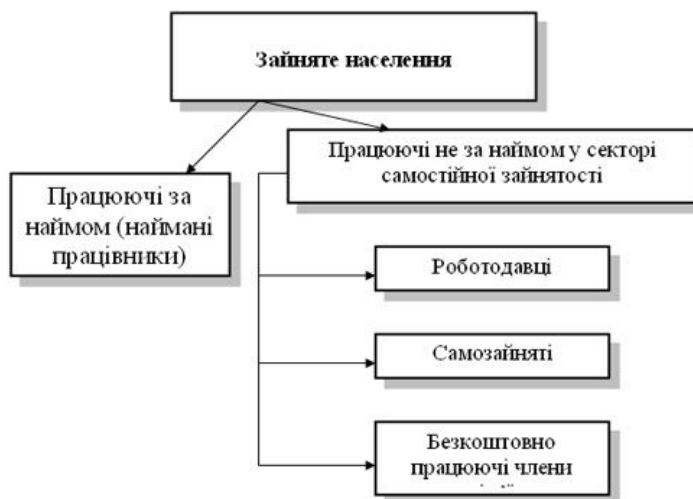 Зайняте населення
Працюючі не за наймом у секторі
самостійної зайнятості
Працюючі за
наймом (наймані
працівники)
Роботодавці
Самозайняті
Безкоштовно
працюючі члени